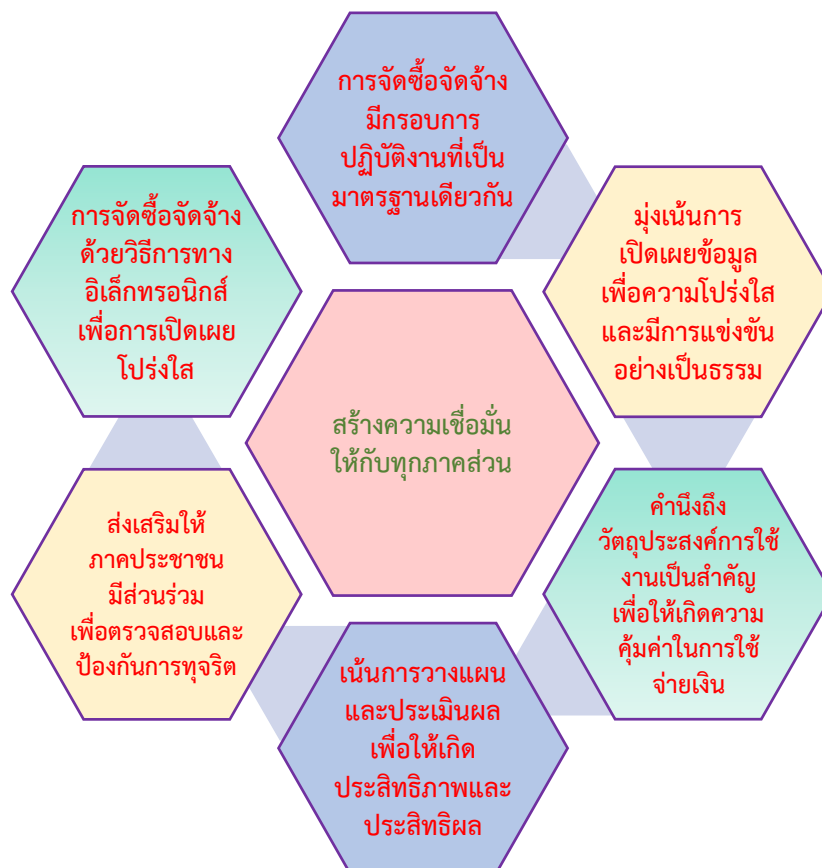 การจัดซื้อจัดจ้าง
มีกรอบการ
ปฏิบัติงานที่เป็น
มาตรฐานเดียวกัน
มุ่งเน้นการ
เปิดเผยข้อมูล
เพื่อความโปร่งใส
และมีการแข่งขัน
อย่างเป็นธรรม
คำนึงถึง
วัตถุประสงค์การใช้
งานเป็นสำคัญ
เพื่อให้เกิดความ
คุ้มค่าในการใช้
จ่ายเงิน
เน้นการวางแผน
และประเมินผล
เพื่อให้เกิด
ประสิทธิภาพและ
ประสิทธิผล
ส่งเสริมให้
ภาคประชาชน
มีส่วนร่วม
เพื่อตรวจสอบและ
ป้องกันการทุจริต
การจัดซื้อจัดจ้าง
ด้วยวิธีการทาง
อิเล็กทรอนิกส์
เพื่อการเปิดเผย
โปร่งใส
สร้างความเชื่อมั่น
ให้กับทุกภาคส่วน